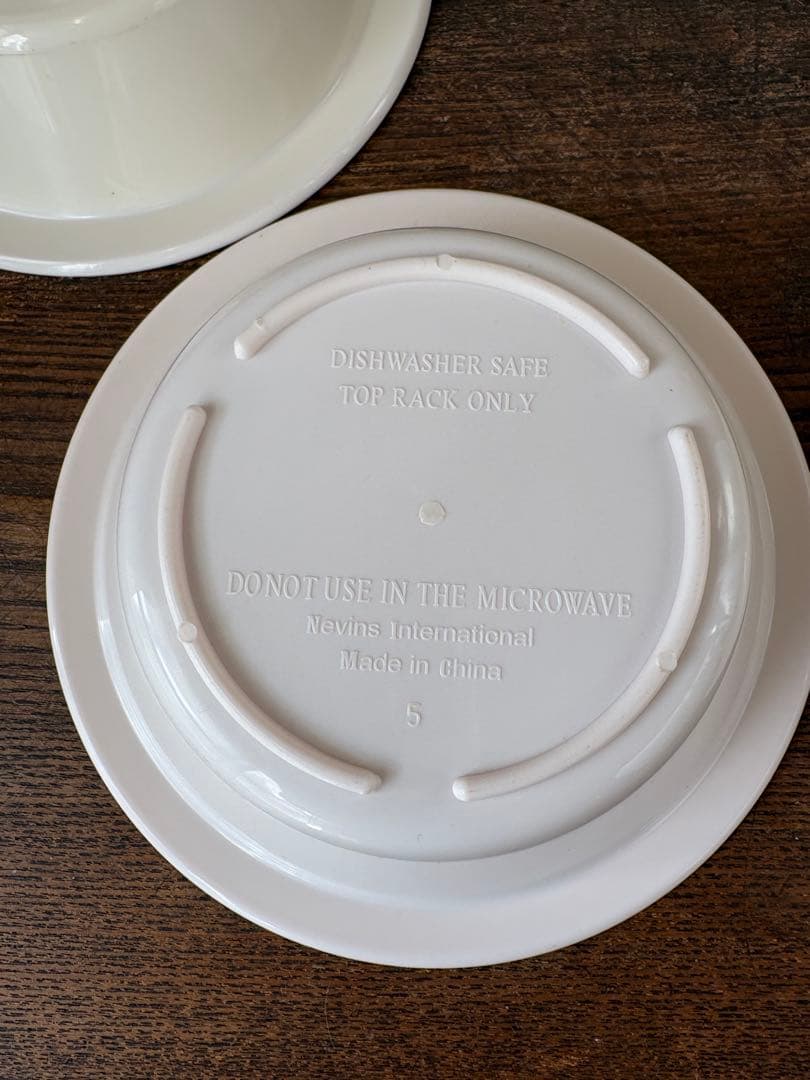 DISHWASHER SAFE
TOP RACK ONLY
DO NOT USE IN THE MICROWAVE
Nevins International
Made in China
5